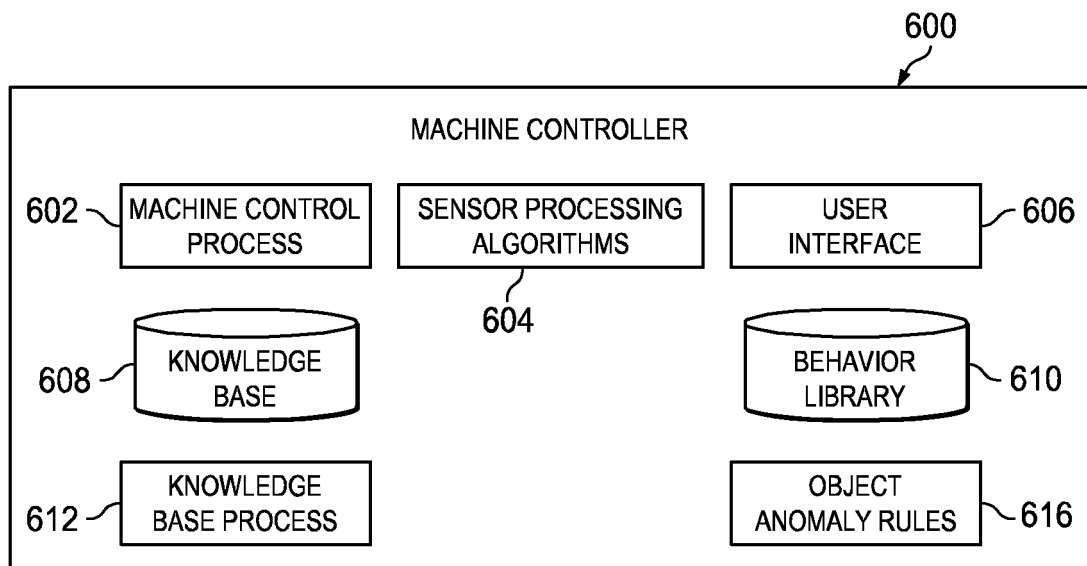 600
MACHINE CONTROLLER
602
MACHINE CONTROL
PROCESS
SENSOR PROCESSING
ALGORITHMS
604
USER
INTERFACE
606
608
KNOWLEDGE
BASE
BEHAVIOR
LIBRARY
610
612
KNOWLEDGE
BASE PROCESS
OBJECT
ANOMALY RULES
616